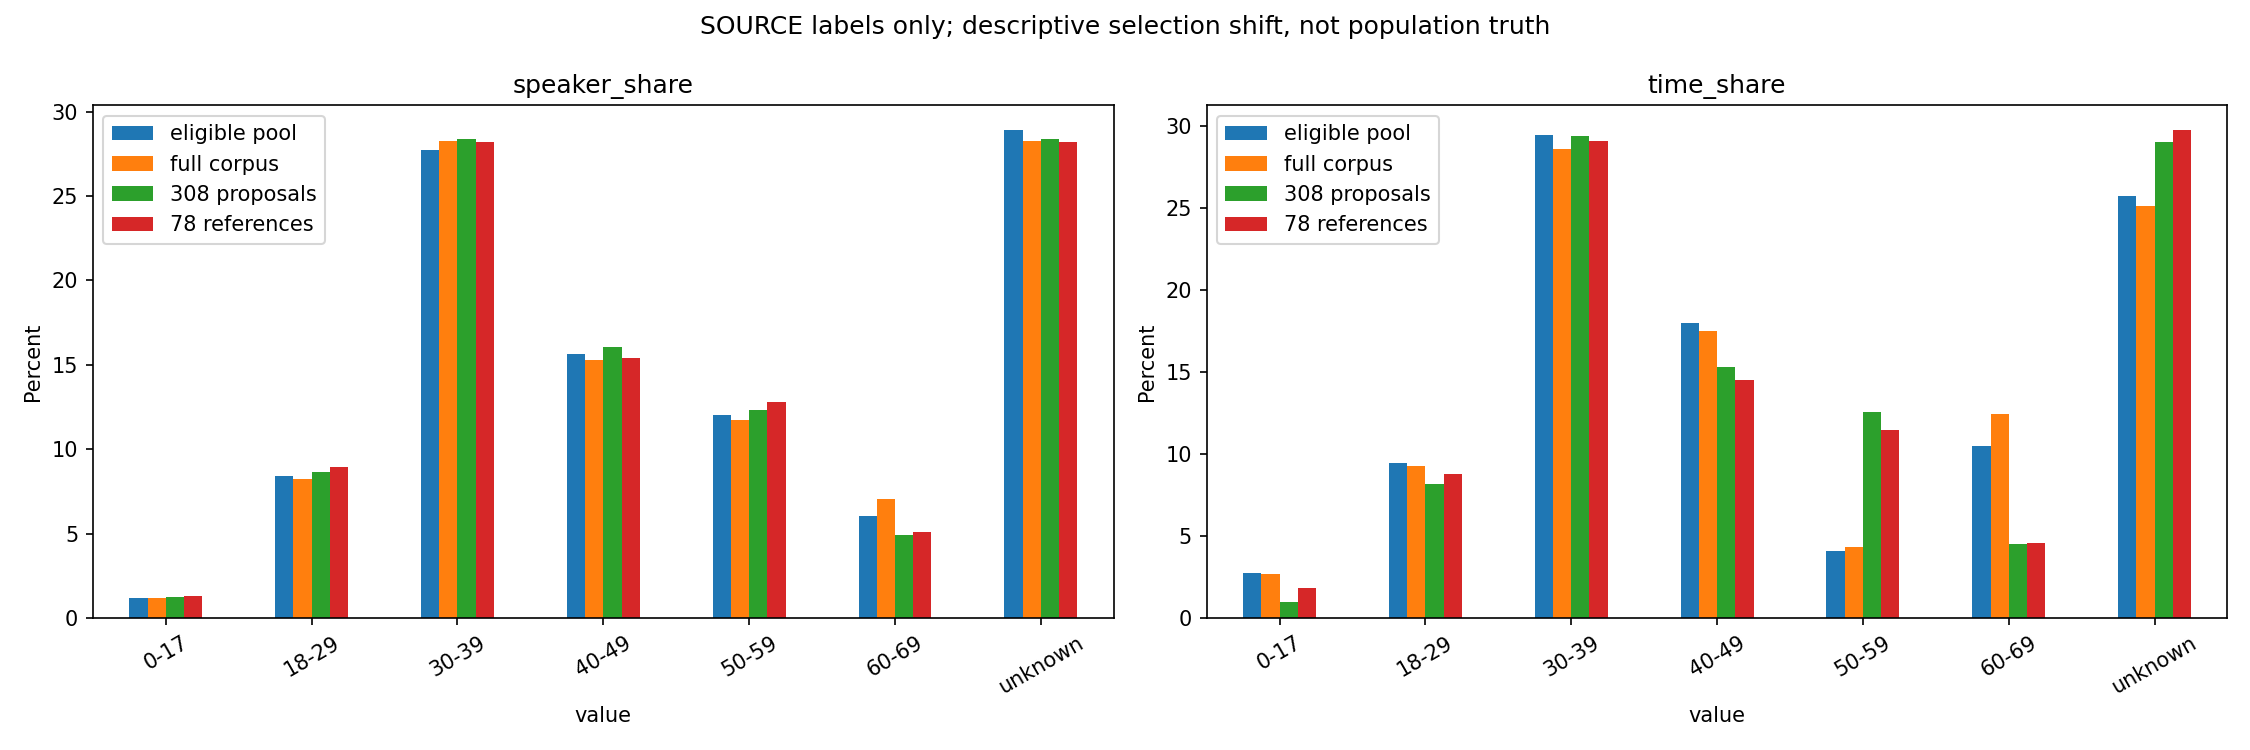 SOURCE labels only; descriptive selection shift, not population truth
speaker_share
Percent
30
25
20
15
10
5
0
eligible pool
full corpus
308 proposals
78 references
0-17
18-29
30-39
40-49
50-59
60-69
unknown
value
time_share
Percent
30
25
20
15
10
5
0
eligible pool
full corpus
308 proposals
78 references
0-17
18-29
30-39
40-49
50-59
60-69
unknown
value